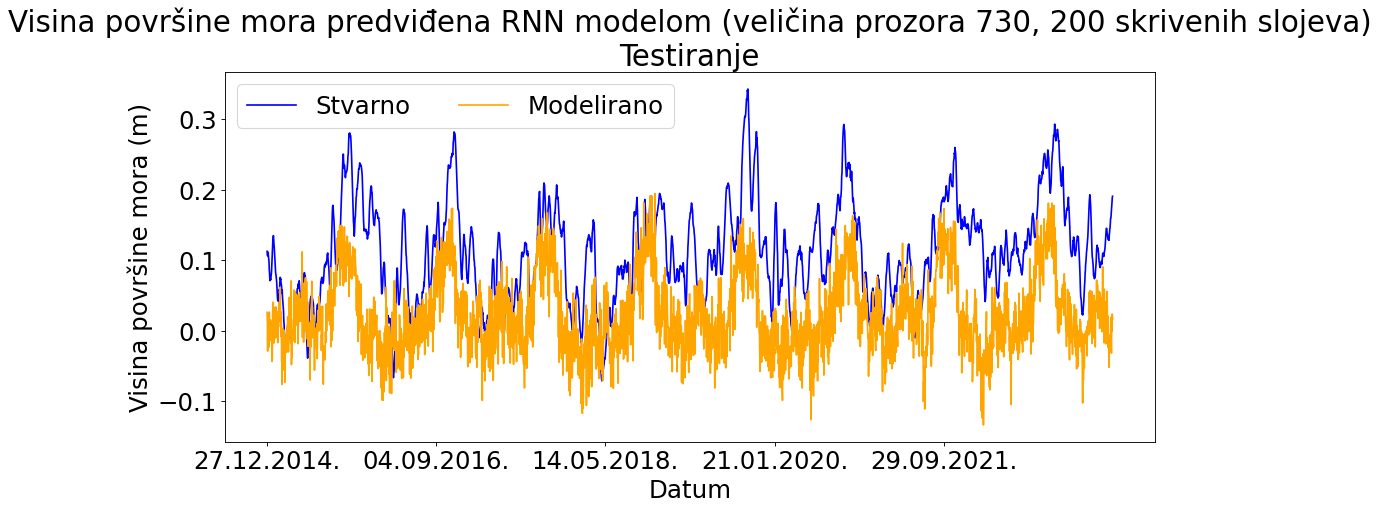 Visina površine mora predviđena RNN modelom (veličina prozora 730, 200 skrivenih slojeva)
Testiranje
Stvarno Modelirano
Visina površine mora (m)
0.3
0.2
0.1
0.0
−0.1
27.12.2014. 04.09.2016. 14.05.2018. 21.01.2020. 29.09.2021.
Datum